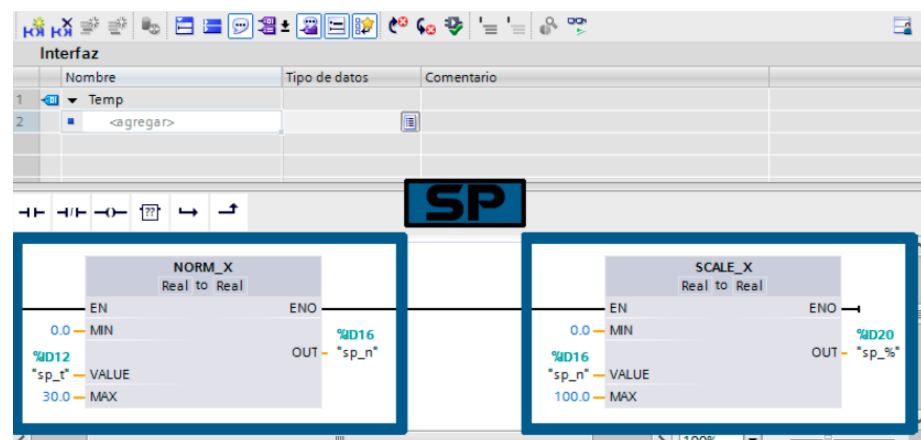 Interfaz
Nombre Tipo de datos Comentario
1 Temp
2 <agregar>
SP
NORM_X
Real to Real
EN ENO
0.0 MIN
%ID16
%ID12 OUT "sp_n"
"sp_t" VALUE
30.0 MAX
SCALE_X
Real to Real
EN ENO
0.0 MIN
%ID20
%ID16 OUT "sp_%"
"sp_n" VALUE
100.0 MAX
100%